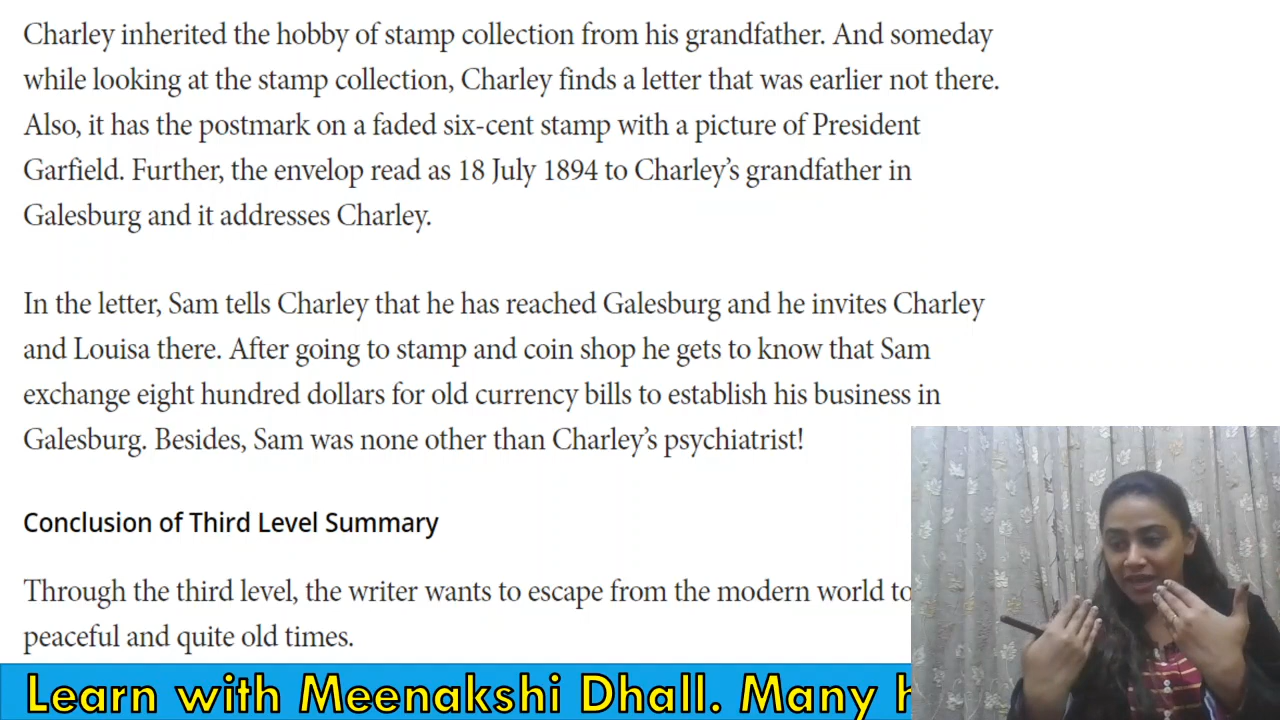 Charley inherited the hobby of stamp collection from his grandfather. And someday
while looking at the stamp collection, Charley finds a letter that was earlier not there.
Also, it has the postmark on a faded six-cent stamp with a picture of President
Garfield. Further, the envelop read as 18 July 1894 to Charley’s grandfather in
Galesburg and it addresses Charley.
In the letter, Sam tells Charley that he has reached Galesburg and he invites Charley
and Louisa there. After going to stamp and coin shop he gets to know that Sam
exchange eight hundred dollars for old currency bills to establish his business in
Galesburg. Besides, Sam was none other than Charley’s psychiatrist!
Conclusion of Third Level Summary
Through the third level, the writer wants to escape from the modern world to
peaceful and quite old times.
Learn with Meenakshi Dhall. Many